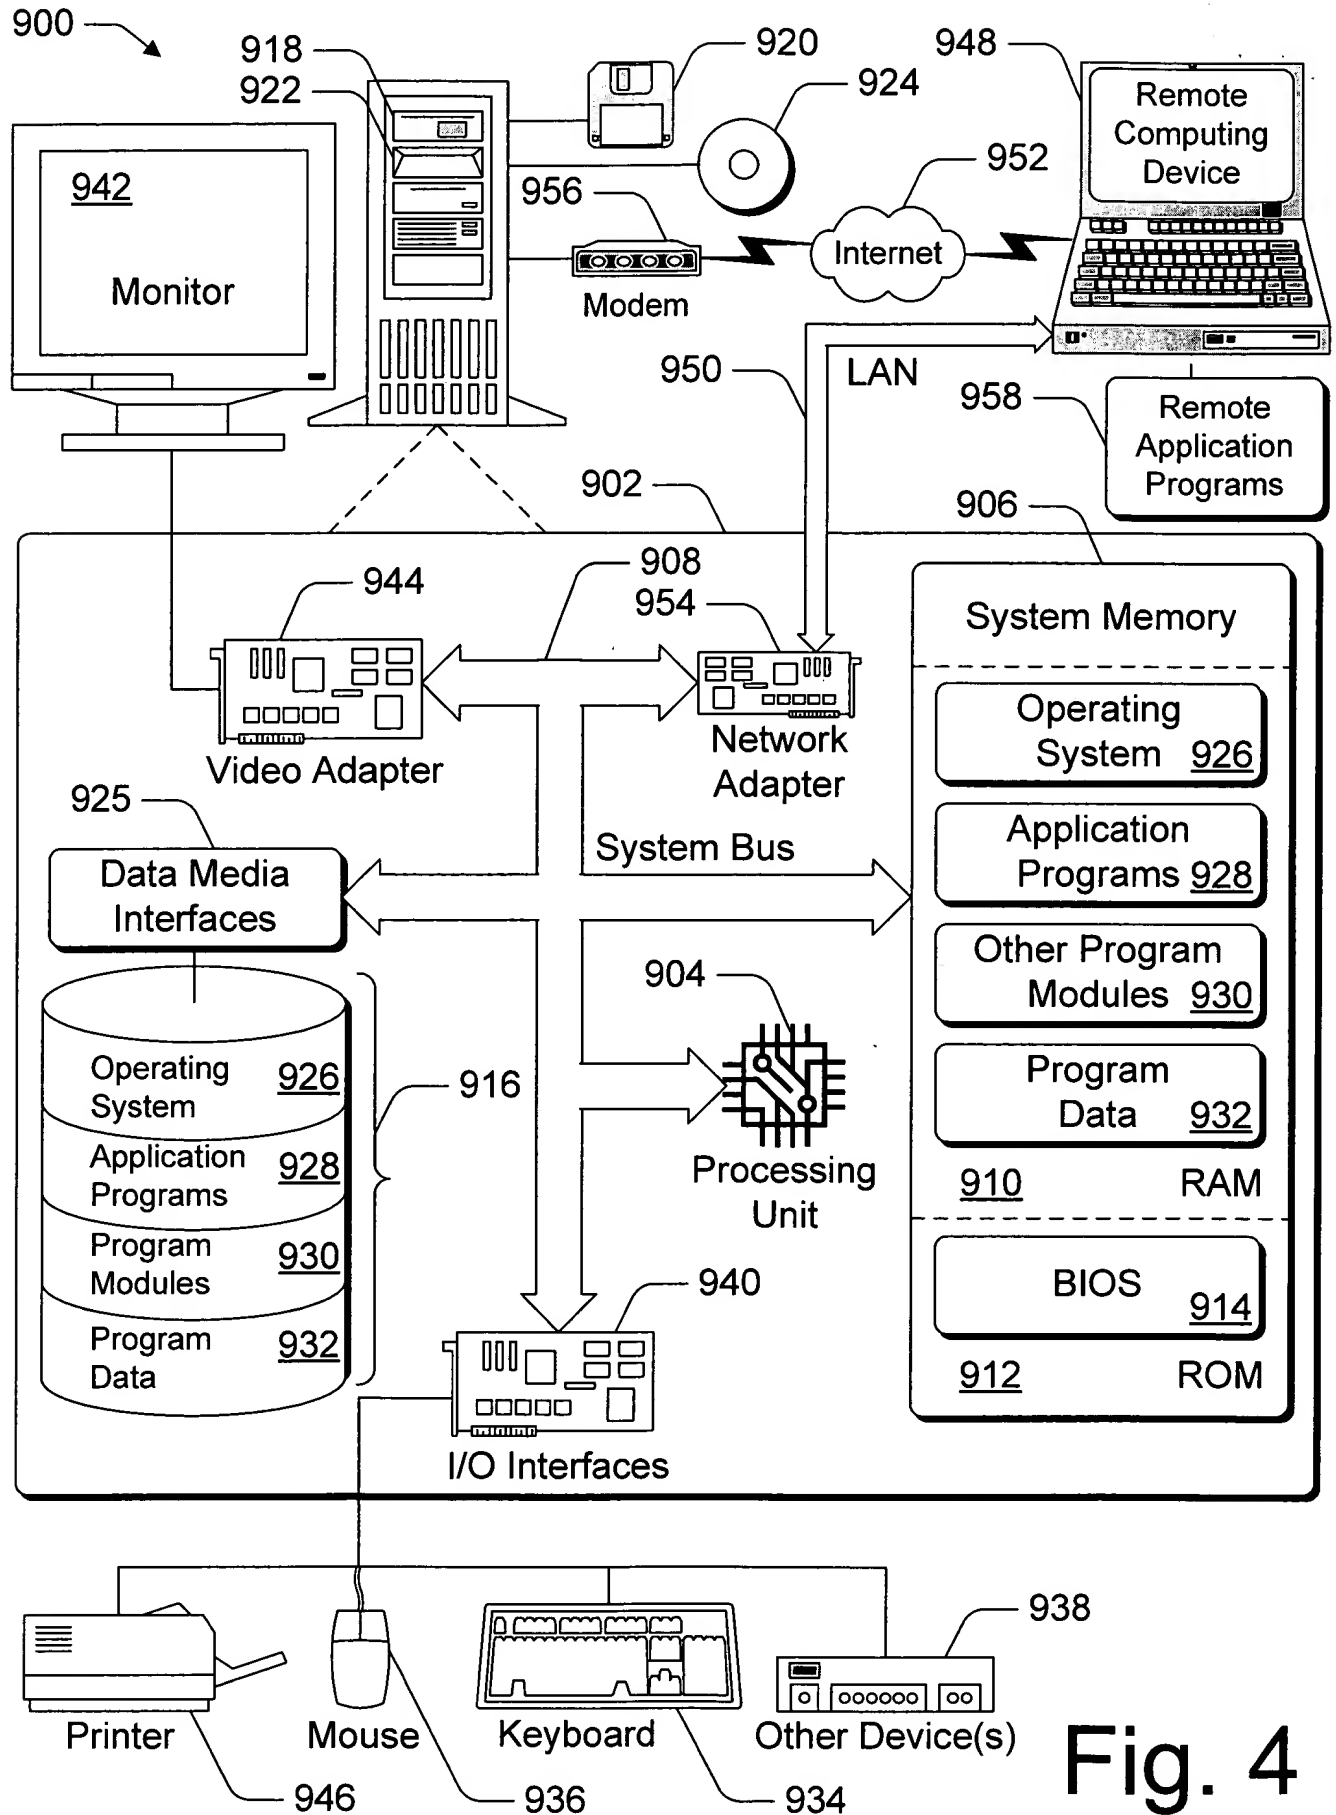 900
918
922
920
924
948
Remote
Computing
Device
942
Monitor
956
Modem
952
Internet
950
LAN
958
Remote
Application
Programs
902
906
908
944
954
System Memory
Video Adapter
Network
Adapter
Operating
System 926
925
Data Media
Interfaces
System Bus
Application
Programs 928
Other Program
Modules 930
904
Processing
Unit
Program
Data 932
910 RAM
Operating
System 926
916
Application
Programs 928
Program
Modules 930
Program
Data 932
BIOS
914
912 ROM
940
I/O Interfaces
Printer
946
Mouse
936
Keyboard
934
938
Other Device(s)
Fig. 4